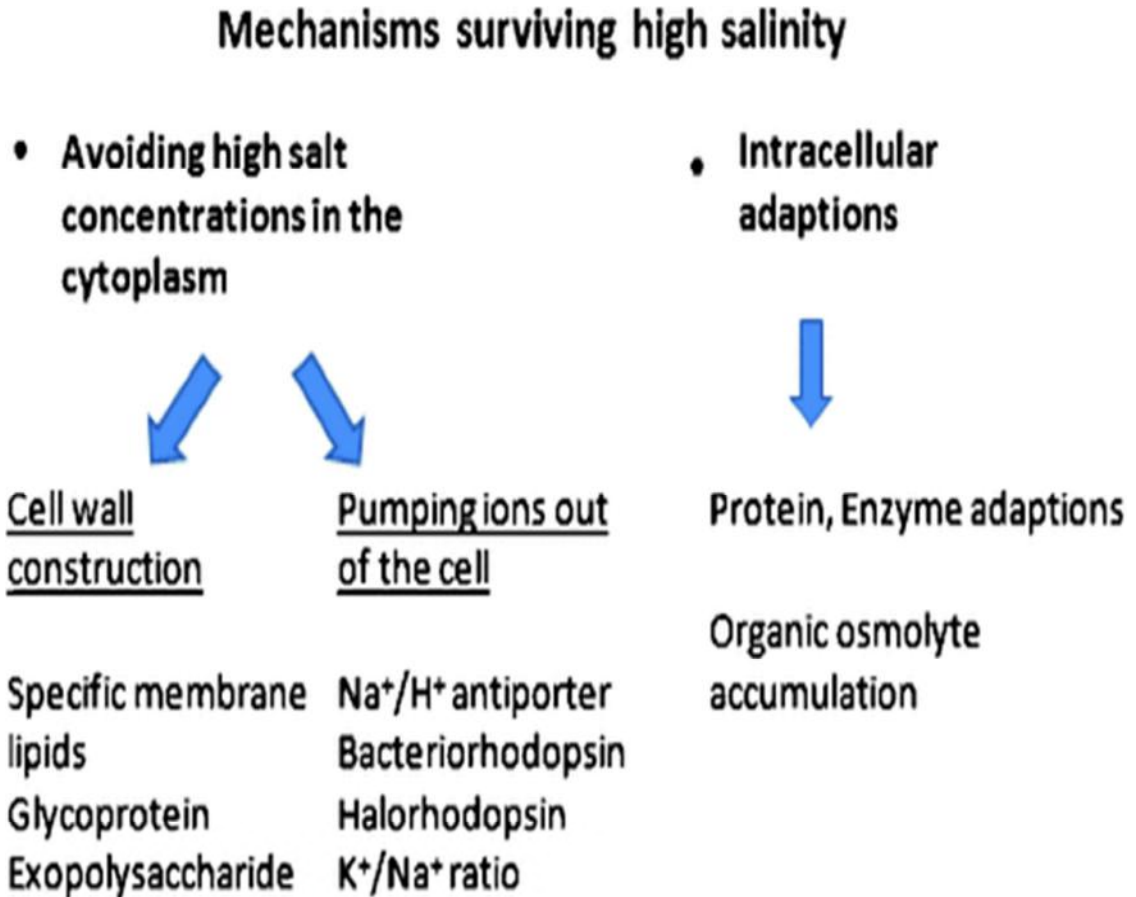 Mechanisms surviving high salinity
• Avoiding high salt
concentrations in the
cytoplasm
• Intracellular
adaptions
Cell wall
construction
Specific membrane
lipids
Glycoprotein
Exopolysaccharide
Pumping ions out
of the cell
Na⁺/H⁺ antiporter
Bacteriorhodopsin
Halorhodopsin
K⁺/Na⁺ ratio
Protein, Enzyme adaptions
Organic osmolyte
accumulation